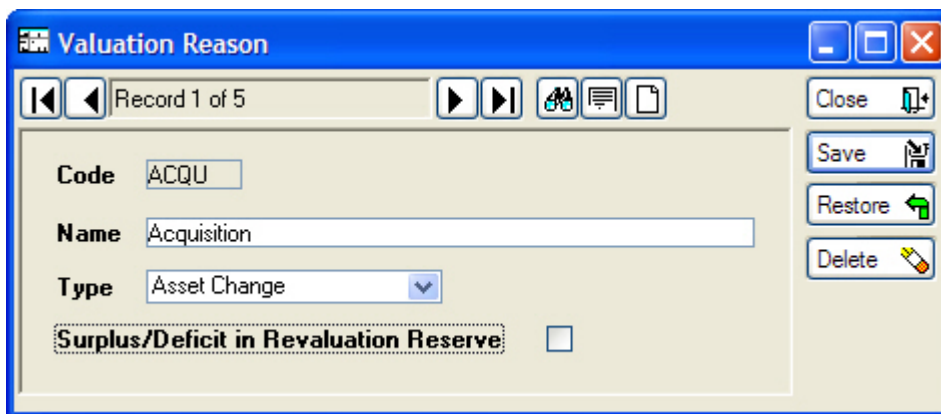 Valuation Reason
Record 1 of 5
Close
Save
Restore
Delete
Code ACQU
Name Acquisition
Type Asset Change
Surplus/Deficit in Revaluation Reserve